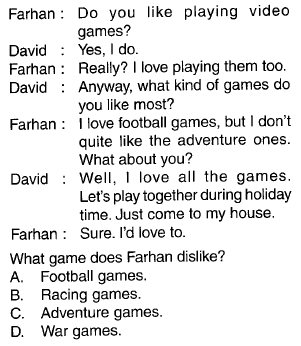 Farhan : Do you like playing video
games?
David : Yes, I do.
Farhan : Really? I love playing them too.
David : Anyway, what kind of games do
you like most?
Farhan : I love football games, but I don't
quite like the adventure ones.
What about you?
David : Well, I love all the games.
Let's play together during holiday
time. Just come to my house.
Farhan : Sure. I'd love to.
What game does Farhan dislike?
A. Football games.
B. Racing games.
C. Adventure games.
D. War games.